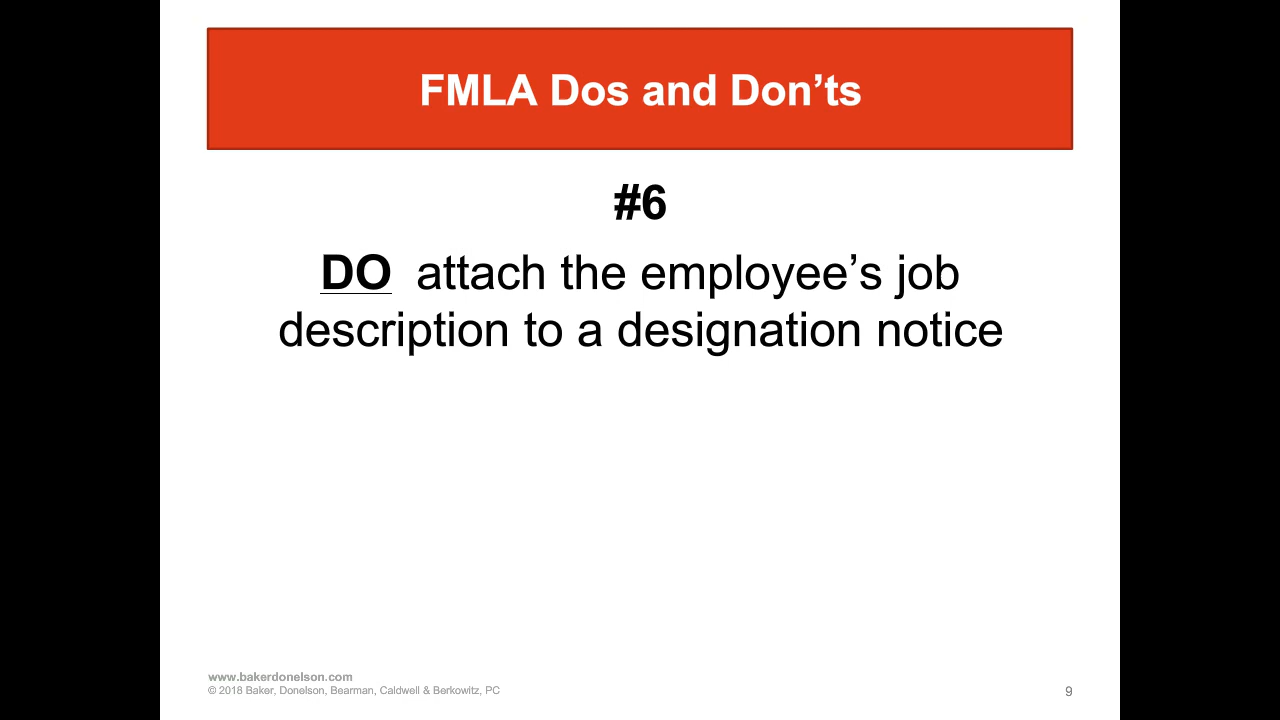 FMLA Dos and Don’ts
#6
DO attach the employee’s job
description to a designation notice
www.bakerdonelson.com
© 2018 Baker, Donelson, Bearman, Caldwell & Berkowitz, PC
9